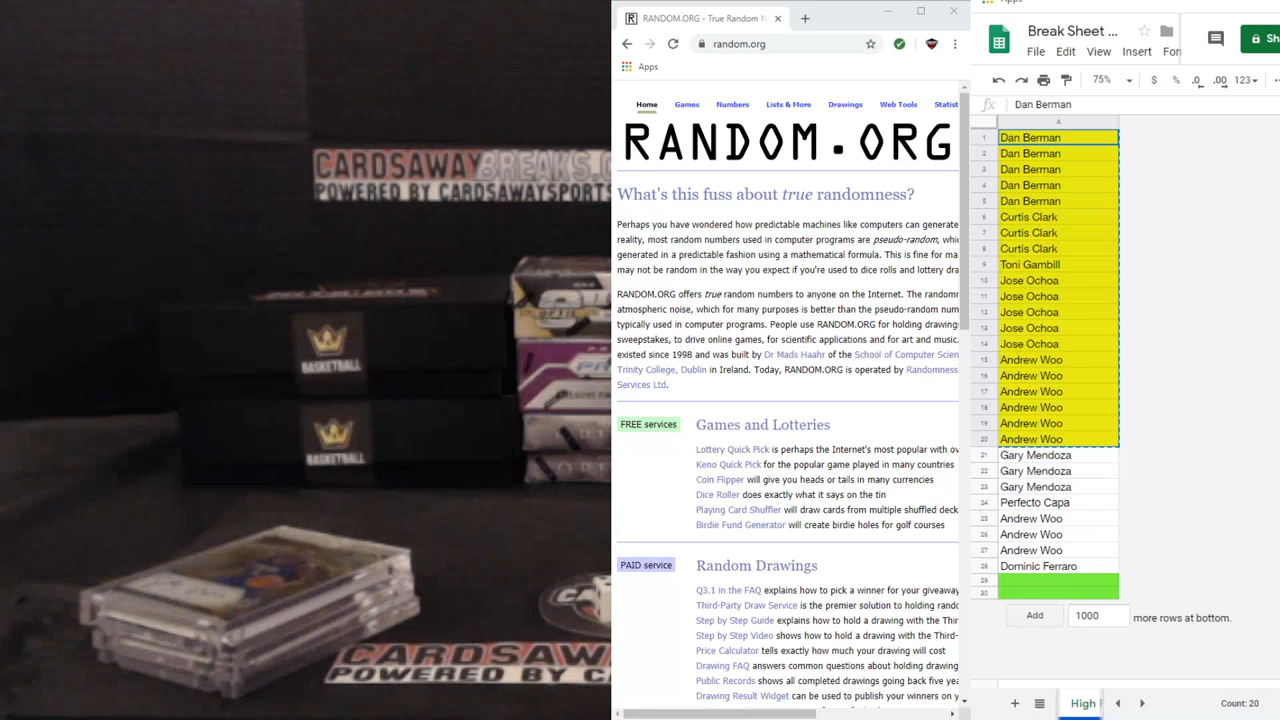 CARDSAWAY
POWERED BY CARDSAWAYSPORTS
BASKETBALL
CARDSAWA
POWERED BY C
RANDOM.ORG - True Random N
random.org
Apps
Home Games Numbers Lists & More Drawings Web Tools Statist
RANDOM.ORG
What's this fuss about true randomness?
Perhaps you have wondered how predictable machines like computers can generate
reality, most random numbers used in computer programs are pseudo-random, whic
generated in a predictable fashion using a mathematical formula. This is fine for ma
may not be random in the way you expect if you're used to dice rolls and lottery dra
RANDOM.ORG offers true random numbers to anyone on the Internet. The randomn
atmospheric noise, which for many purposes is better than the pseudo-random num
typically used in computer programs. People use RANDOM.ORG for holding drawing
sweepstakes, to drive online games, for scientific applications and for art and music.
existed since 1998 and was built by Dr Mads Haahr of the School of Computer Scien
Trinity College, Dublin in Ireland. Today, RANDOM.ORG is operated by Randomness
Services Ltd.
FREE services
Games and Lotteries
Lottery Quick Pick is perhaps the Internet's most popular with ov
Keno Quick Pick for the popular game played in many countries
Coin Flipper will give you heads or tails in many currencies
Dice Roller does exactly what it says on the tin
Playing Card Shuffler will draw cards from multiple shuffled deck
Birdie Fund Generator will create birdie holes for golf courses
PAID service
Random Drawings
Q3.1 in the FAQ explains how to pick a winner for your giveaway
Third-Party Draw Service is the premier solution to holding rando
Step by Step Guide explains how to hold a drawing with the Thir
Step by Step Video shows how to hold a drawing with the Third-
Price Calculator tells exactly how much your drawing will cost
Drawing FAQ answers common questions about holding drawing
Public Records shows all completed drawings going back five yea
Drawing Result Widget can be used to publish your winners on y
Apps
Break Sheet ...
File Edit View Insert For
Sh
75% $ % .0 .00 123
fx Dan Berman
A
1 Dan Berman
2 Dan Berman
3 Dan Berman
4 Dan Berman
5 Dan Berman
6 Curtis Clark
7 Curtis Clark
8 Curtis Clark
9 Toni Gambill
10 Jose Ochoa
11 Jose Ochoa
12 Jose Ochoa
13 Jose Ochoa
14 Jose Ochoa
15 Andrew Woo
16 Andrew Woo
17 Andrew Woo
18 Andrew Woo
19 Andrew Woo
20 Andrew Woo
21 Gary Mendoza
22 Gary Mendoza
23 Gary Mendoza
24 Perfecto Capa
25 Andrew Woo
26 Andrew Woo
27 Andrew Woo
28 Dominic Ferraro
29
30
Add 1000 more rows at bottom.
High
Count: 20